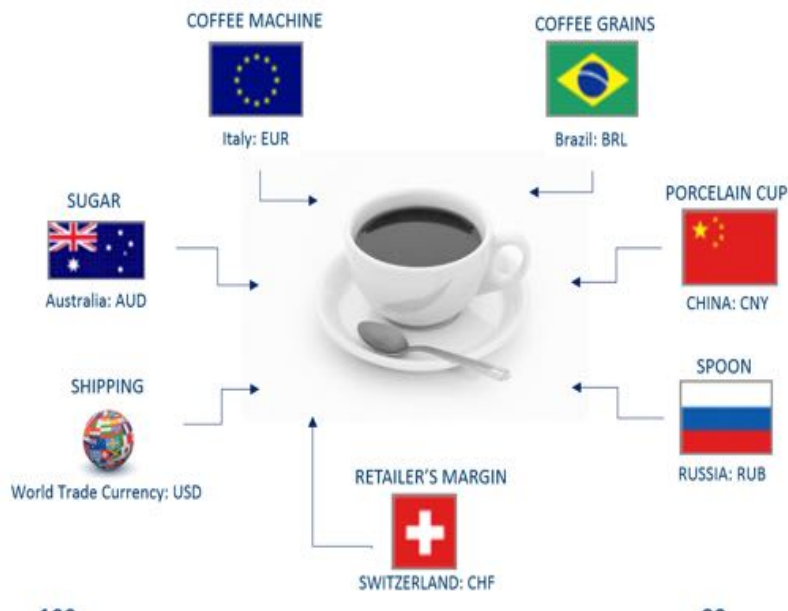 COFFEE MACHINE
COFFEE GRAINS
Italy: EUR
Brazil: BRL
SUGAR
PORCELAIN CUP
Australia: AUD
CHINA: CNY
SHIPPING
SPOON
World Trade Currency: USD
RUSSIA: RUB
RETAILER'S MARGIN
SWITZERLAND: CHF